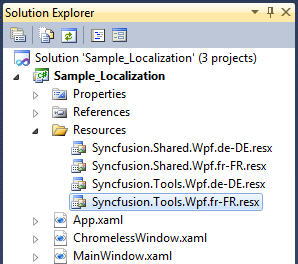 Solution Explorer
Solution 'Sample_Localization' (3 projects)
Sample_Localization
Properties
References
Resources
Syncfusion.Shared.Wpf.de-DE.resx
Syncfusion.Shared.Wpf.fr-FR.resx
Syncfusion.Tools.Wpf.de-DE.resx
Syncfusion.Tools.Wpf.fr-FR.resx
App.xaml
ChromelessWindow.xaml
MainWindow.xaml